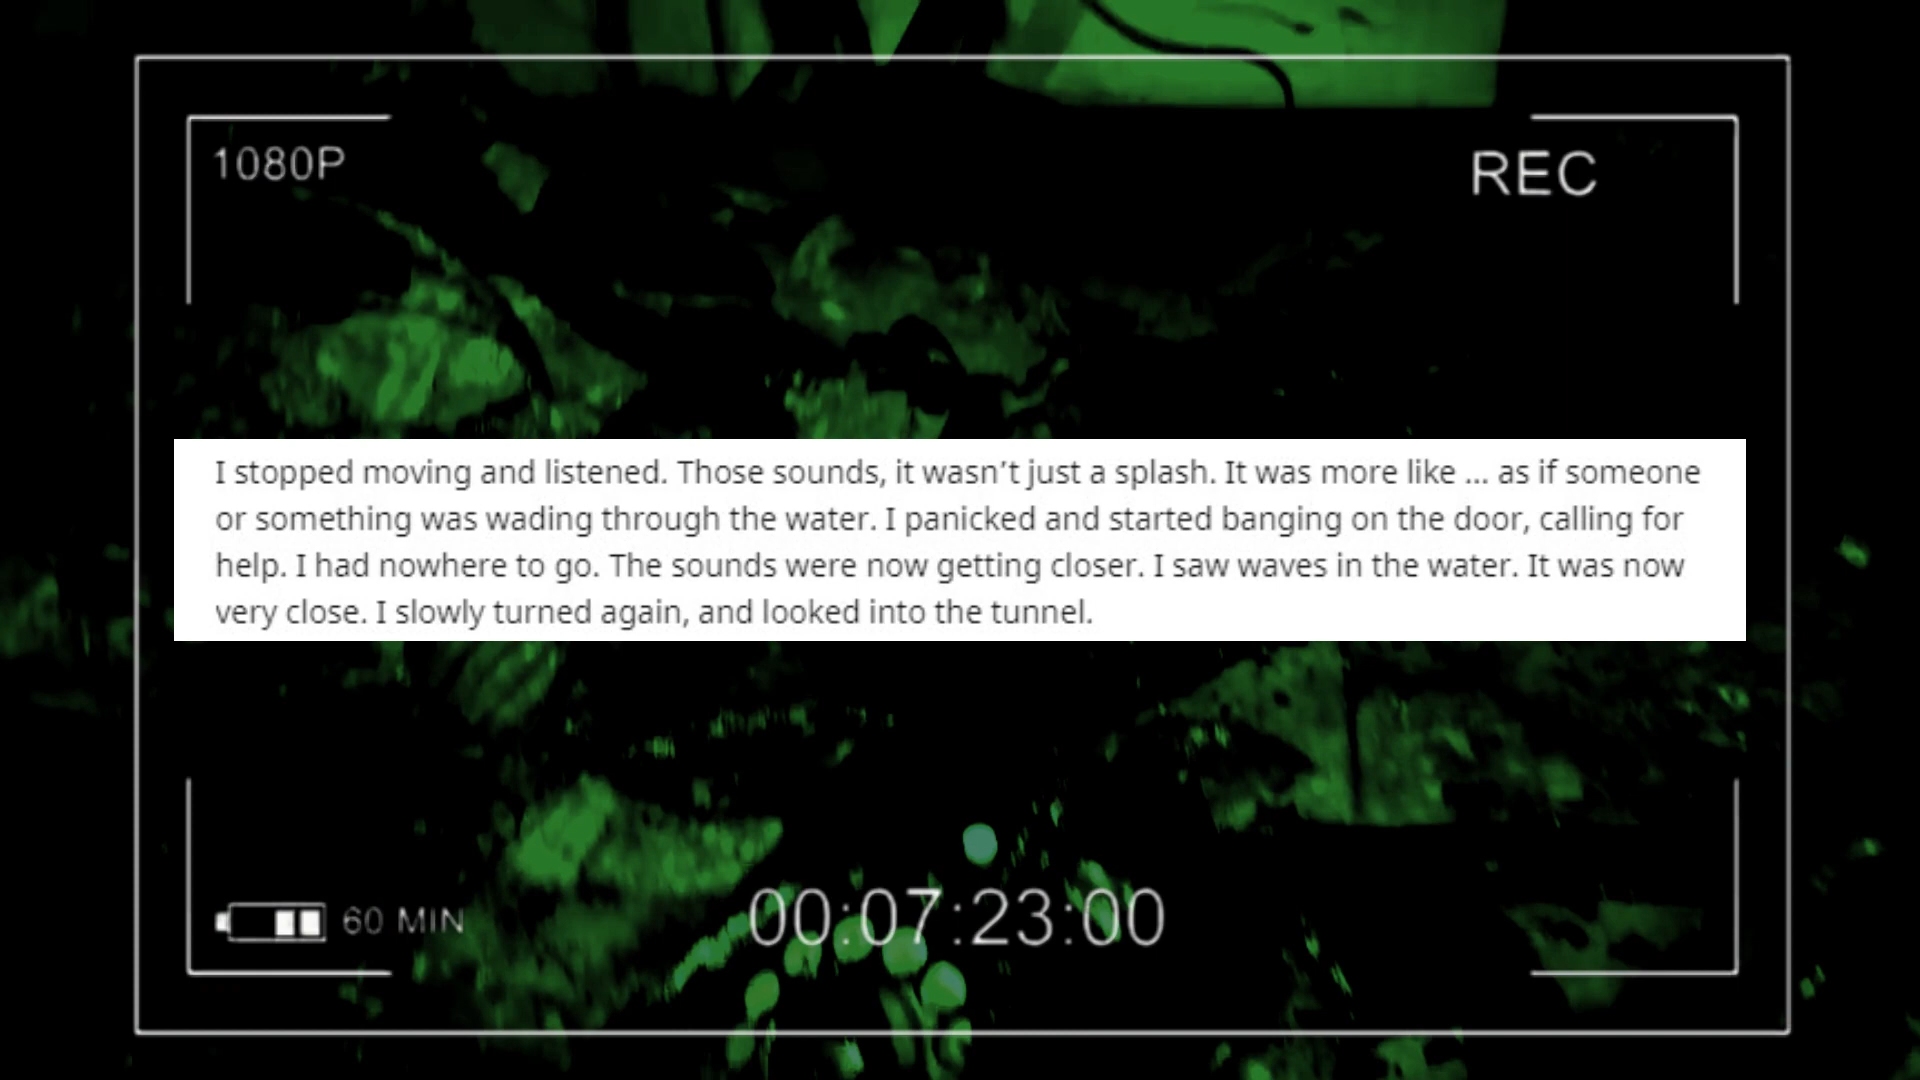 1080P
REC
I stopped moving and listened. Those sounds, it wasn't just a splash. It was more like ... as if someone
or something was wading through the water. I panicked and started banging on the door, calling for
help. I had nowhere to go. The sounds were now getting closer. I saw waves in the water. It was now
very close. I slowly turned again, and looked into the tunnel.
60 MIN
00:07:23:00